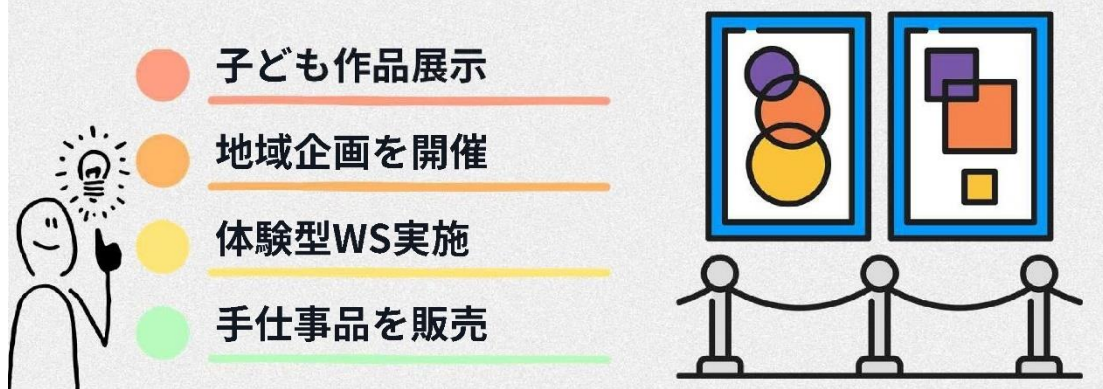 子ども作品展示
地域企画を開催
体験型WS実施
手仕事品を販売